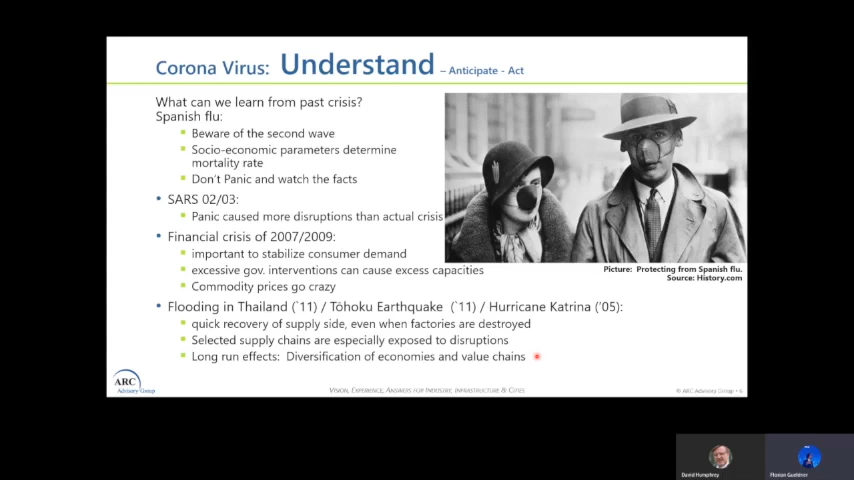 Corona Virus: Understand – Anticipate - Act
What can we learn from past crisis?
Spanish flu:
Beware of the second wave
Socio-economic parameters determine
mortality rate
Don't Panic and watch the facts
SARS 02/03:
Panic caused more disruptions than actual crisis
Financial crisis of 2007/2009:
important to stabilize consumer demand
excessive gov. interventions can cause excess capacities
Commodity prices go crazy
Picture: Protecting from Spanish flu.
Source: History.com
Flooding in Thailand (`11) / Tōhoku Earthquake (`11) / Hurricane Katrina ('05):
quick recovery of supply side, even when factories are destroyed
Selected supply chains are especially exposed to disruptions
Long run effects: Diversification of economies and value chains
ARC
Advisory Group
Vision, Experience, Answers for Industry, Infrastructure & Cities
© ARC Advisory Group • 6
David Humphrey
Florian Gueldner